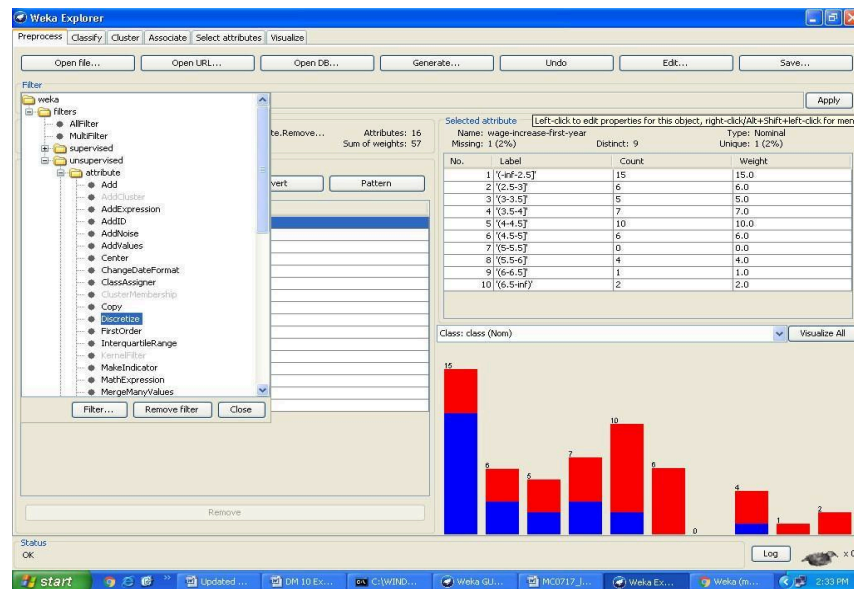 Weka Explorer
Preprocess Classify Cluster Associate Select attributes Visualize
Open file... Open URL... Open DB... Generate... Undo Edit... Save...
Filter
Apply
weka
filters
AllFilter
MultiFilter
supervised
unsupervised
attribute
Add
AddCluster
AddExpression
AddID
AddNoise
AddValues
Center
ChangeDateFormat
ClassAssigner
ClusterMembership
Copy
Discretize
FirstOrder
InterquartileRange
KernelFilter
MakeIndicator
MathExpression
MergeManyValues
Filter... Remove filter Close
te.Remove... Attributes: 16
Sum of weights: 57
vert Pattern
Remove
Selected attribute Left-click to edit properties for this object, right-click/Alt+Shift+left-click for men
Name: wage-increase-first-year Type: Nominal
Missing: 1 (2%) Distinct: 9 Unique: 1 (2%)
No. Label Count Weight
1 '(-inf-2.5]' 15 15.0
2 '(2.5-3]' 6 6.0
3 '(3-3.5]' 5 5.0
4 '(3.5-4]' 7 7.0
5 '(4-4.5]' 10 10.0
6 '(4.5-5]' 6 6.0
7 '(5-5.5]' 0 0.0
8 '(5.5-6]' 4 4.0
9 '(6-6.5]' 1 1.0
10 '(6.5-inf)' 2 2.0
Class: class (Nom) Visualize All
15
6
5
7
10
6
0
4
1
2
Status
OK
Log x 0
start Updated ... DM 10 Ex... C:\WIND... Weka GU... MC0717_J... Weka Ex... Weka (m... 2:33 PM